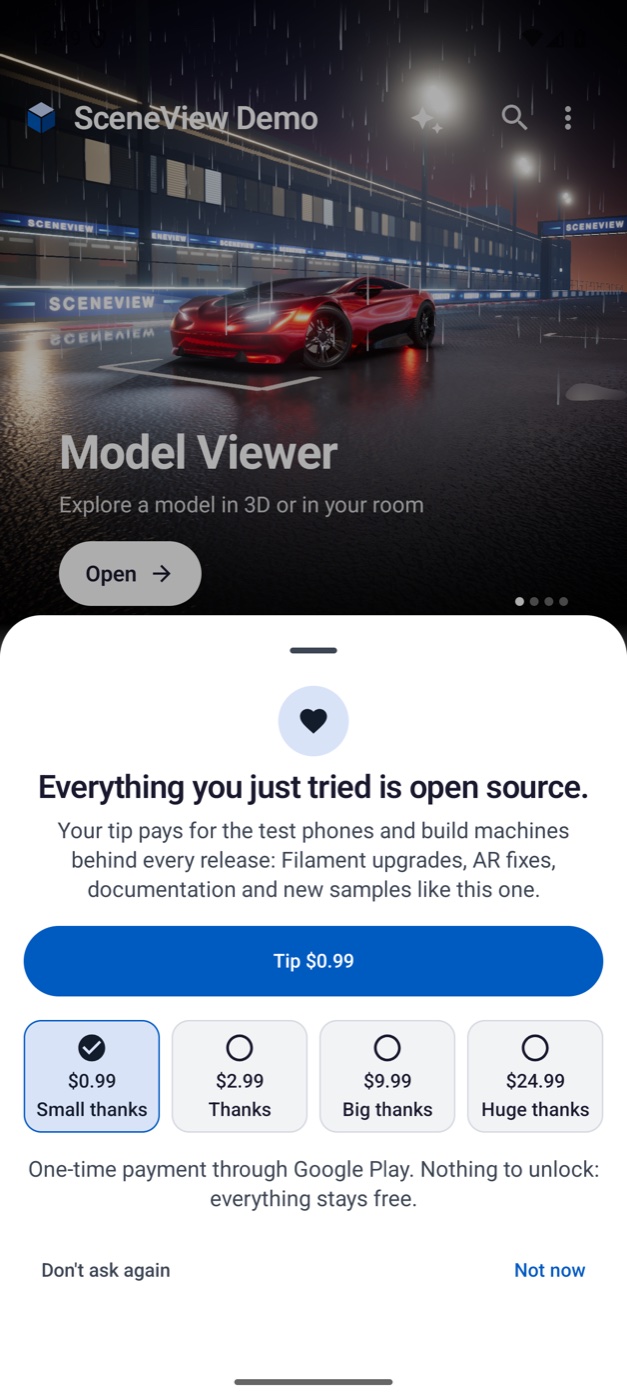 SceneView Demo
SCENEVIEW
SCENEVIEW
SCENEVIEW
SCENEVIEW
SCENEVIEW
Model Viewer
Explore a model in 3D or in your room
Open
Everything you just tried is open source.
Your tip pays for the test phones and build machines
behind every release: Filament upgrades, AR fixes,
documentation and new samples like this one.
Tip $0.99
$0.99 $2.99 $9.99 $24.99
Small thanks Thanks Big thanks Huge thanks
One-time payment through Google Play. Nothing to unlock:
everything stays free.
Don't ask again Not now